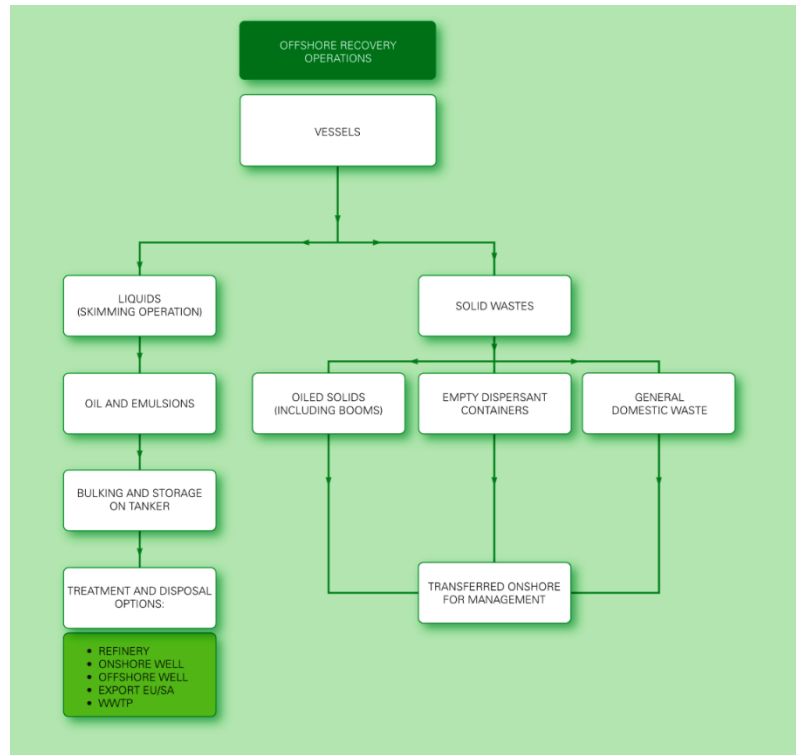 OFFSHORE RECOVERY
OPERATIONS
VESSELS
LIQUIDS
(SKIMMING OPERATION)
SOLID WASTES
OIL AND EMULSIONS
OILED SOLIDS
(INCLUDING BOOMS)
EMPTY DISPERSANT
CONTAINERS
GENERAL
DOMESTIC WASTE
BULKING AND STORAGE
ON TANKER
TREATMENT AND DISPOSAL
OPTIONS:
TRANSFERRED ONSHORE
FOR MANAGEMENT
• REFINERY
• ONSHORE WELL
• OFFSHORE WELL
• EXPORT EU/SA
• WWTP